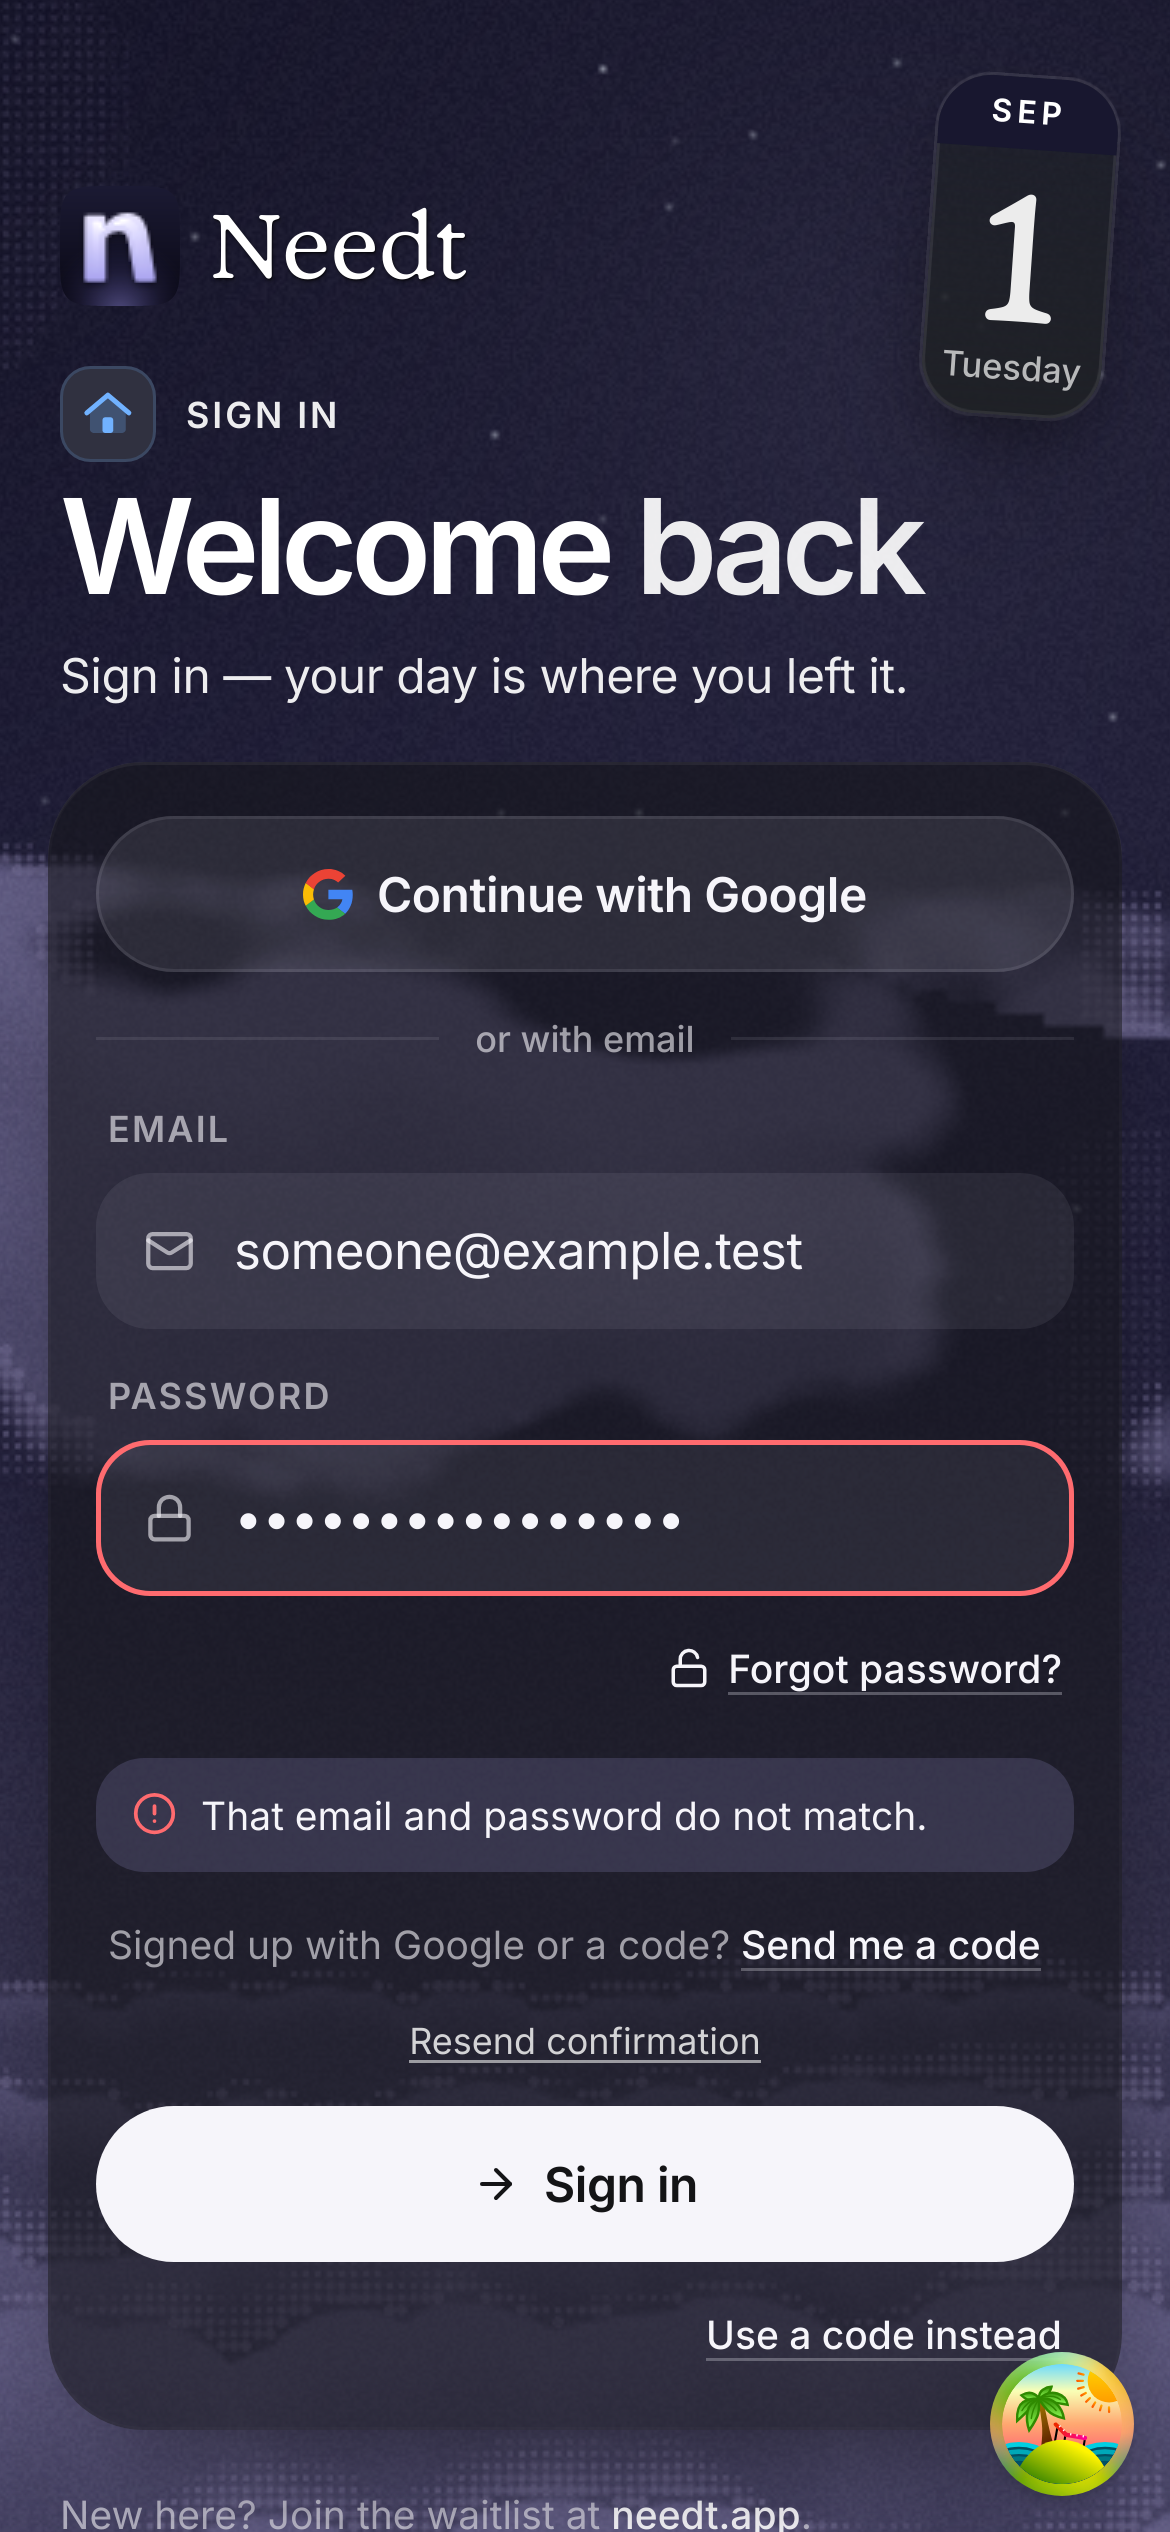 SEP
1
Tuesday
n Needt
SIGN IN
Welcome back
Sign in — your day is where you left it.
Continue with Google
or with email
EMAIL
someone@example.test
PASSWORD
Forgot password?
That email and password do not match.
Signed up with Google or a code? Send me a code
Resend confirmation
Sign in
Use a code instead
New here? Join the waitlist at needt.app.